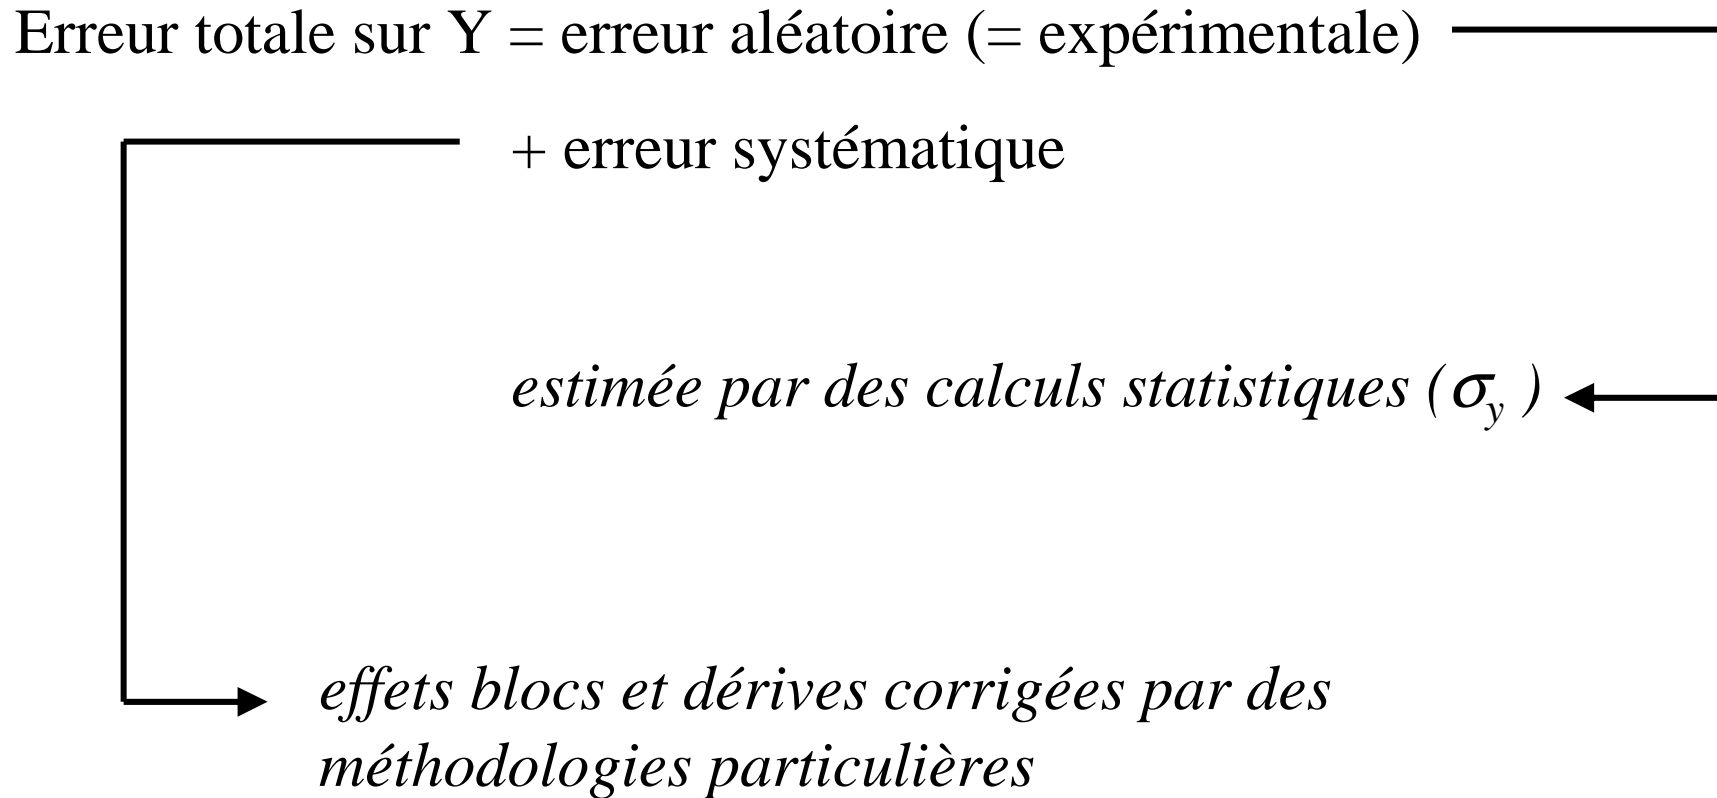 Erreur totale sur Y = erreur aléatoire (= expérimentale)
+ erreur systématique
estimée par des calculs statistiques (σy )
effets blocs et dérives corrigées par des
méthodologies particulières